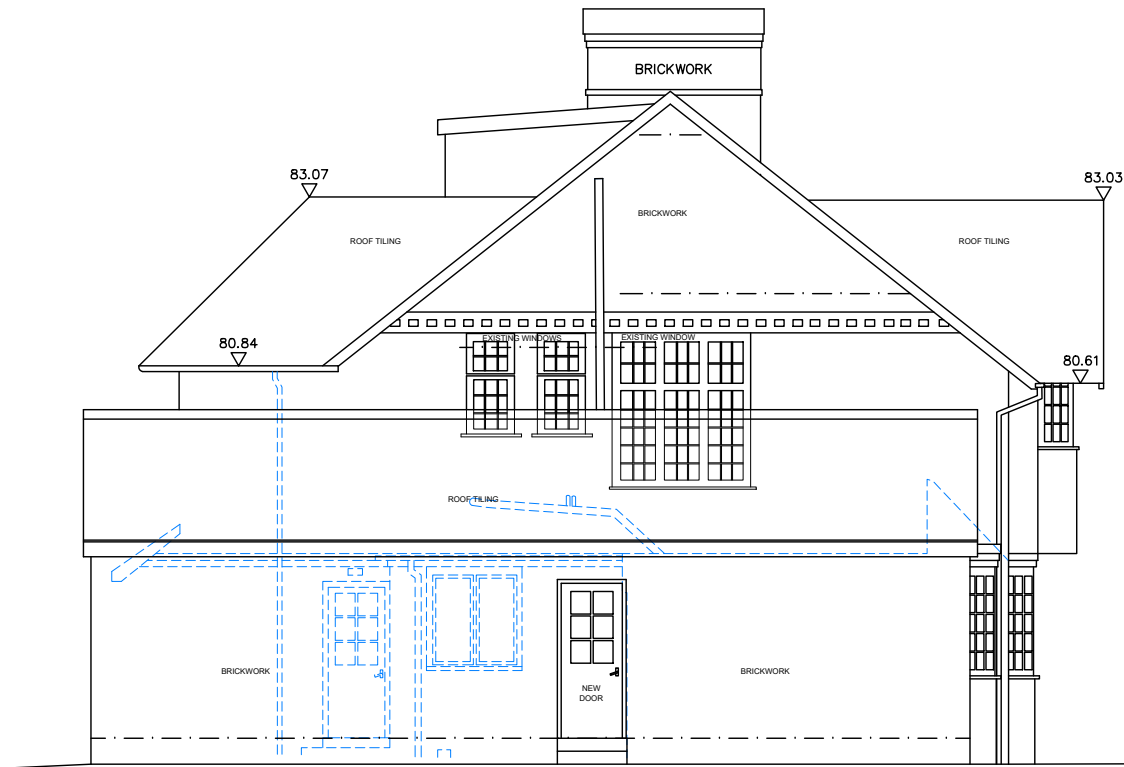 BRICKWORK
83.07
83.03
BRICKWORK
ROOF TILING
ROOF TILING
80.84
EXISTING WINDOWS
EXISTING WINDOW
80.61
ROOF TILING
BRICKWORK
BRICKWORK
NEW
DOOR